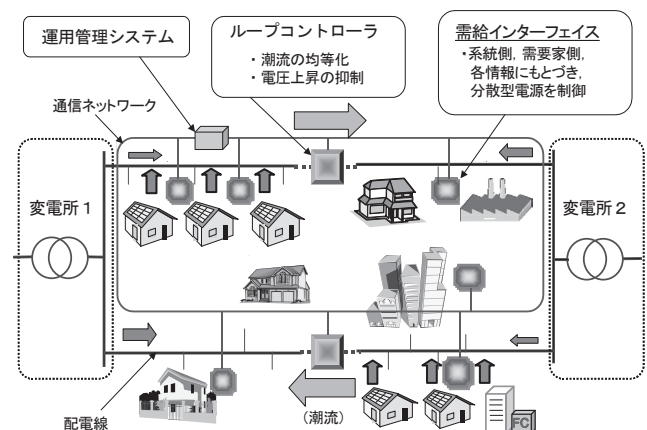 運用管理システム
ループコントローラ
・潮流の均等化
・電圧上昇の抑制
需給インターフェイス
・系統側，需要家側，
各情報にもとづき，
分散型電源を制御
通信ネットワーク
変電所１
変電所２
（潮流）
配電線
FC